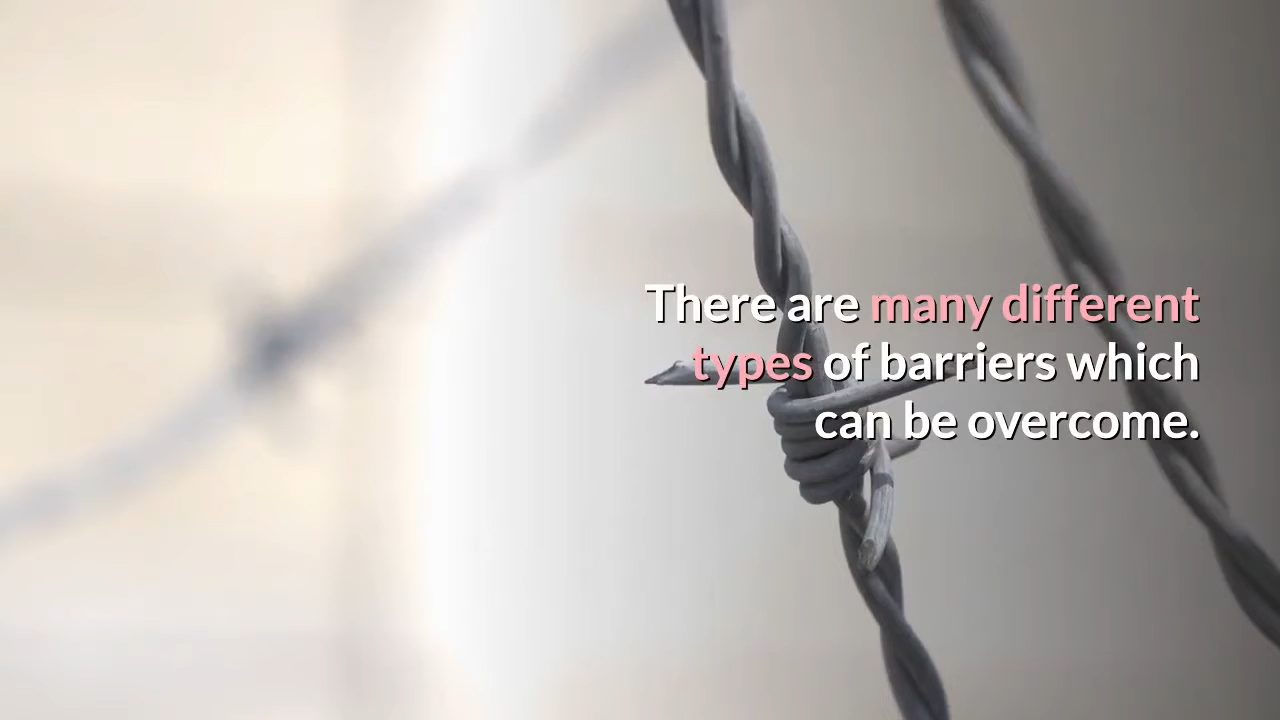 There are many different
types of barriers which
can be overcome.